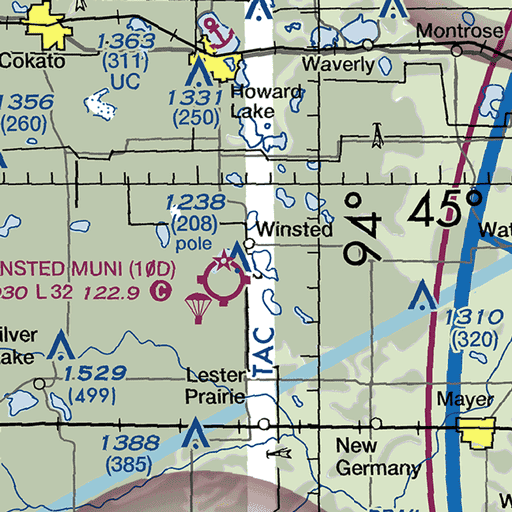 Montrose
1363
(311)
UC
Cokato
Waverly
1356
(260)
1331
(250)
Howard
Lake
1238
(208)
pole
94°
45°
Winsted
Wat
NSTED MUNI (10D)
930 L 32 122.9 C
1310
(320)
ilver
ake
TAC
1529
(499)
Lester
Prairie
Mayer
1388
(385)
New
Germany